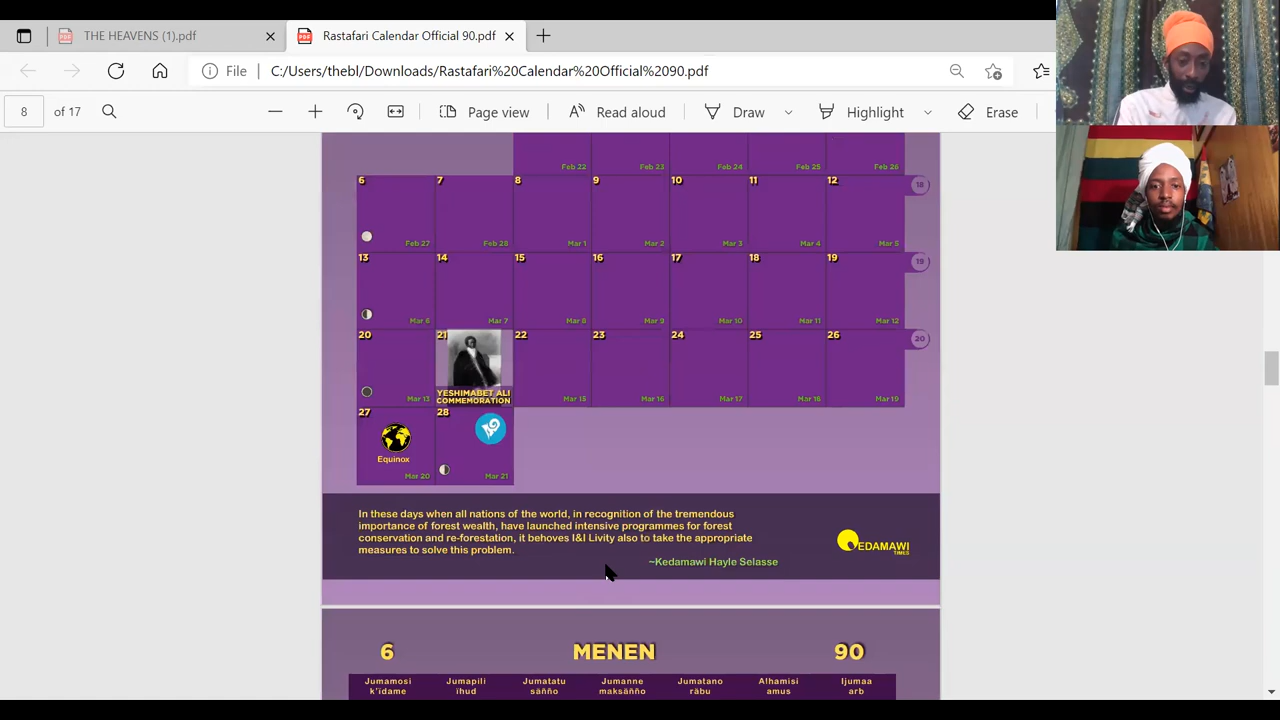 THE HEAVENS (1).pdf
Rastafari Calendar Official 90.pdf
File C:/Users/thebl/Downloads/Rastafari%20Calendar%20Official%2090.pdf
8 of 17 Page view Read aloud Draw Highlight Erase
Feb 22 Feb 23 Feb 24 Feb 25 Feb 26
6 7 8 9 10 11 12 18
Feb 27 Feb 28 Mar 1 Mar 2 Mar 3 Mar 4 Mar 5
13 14 15 16 17 18 19 19
Mar 6 Mar 7 Mar 8 Mar 9 Mar 10 Mar 11 Mar 12
20 21 22 23 24 25 26 20
YESHIMABET ALI
COMMEMORATION
Mar 13 Mar 15 Mar 16 Mar 17 Mar 18 Mar 19
27 28
Equinox
Mar 20 Mar 21
In these days when all nations of the world, in recognition of the tremendous
importance of forest wealth, have launched intensive programmes for forest
conservation and re-forestation, it behoves I&I Livity also to take the appropriate
measures to solve this problem.
~Kedamawi Hayle Selasse
EDAMAWI
TIMES
6 MENEN 90
Jumamosi Jumapili Jumatatu Jumanne Jumatano Alhamisi Ijumaa
k'idame ihud säñño maksäñño räbu amus arb